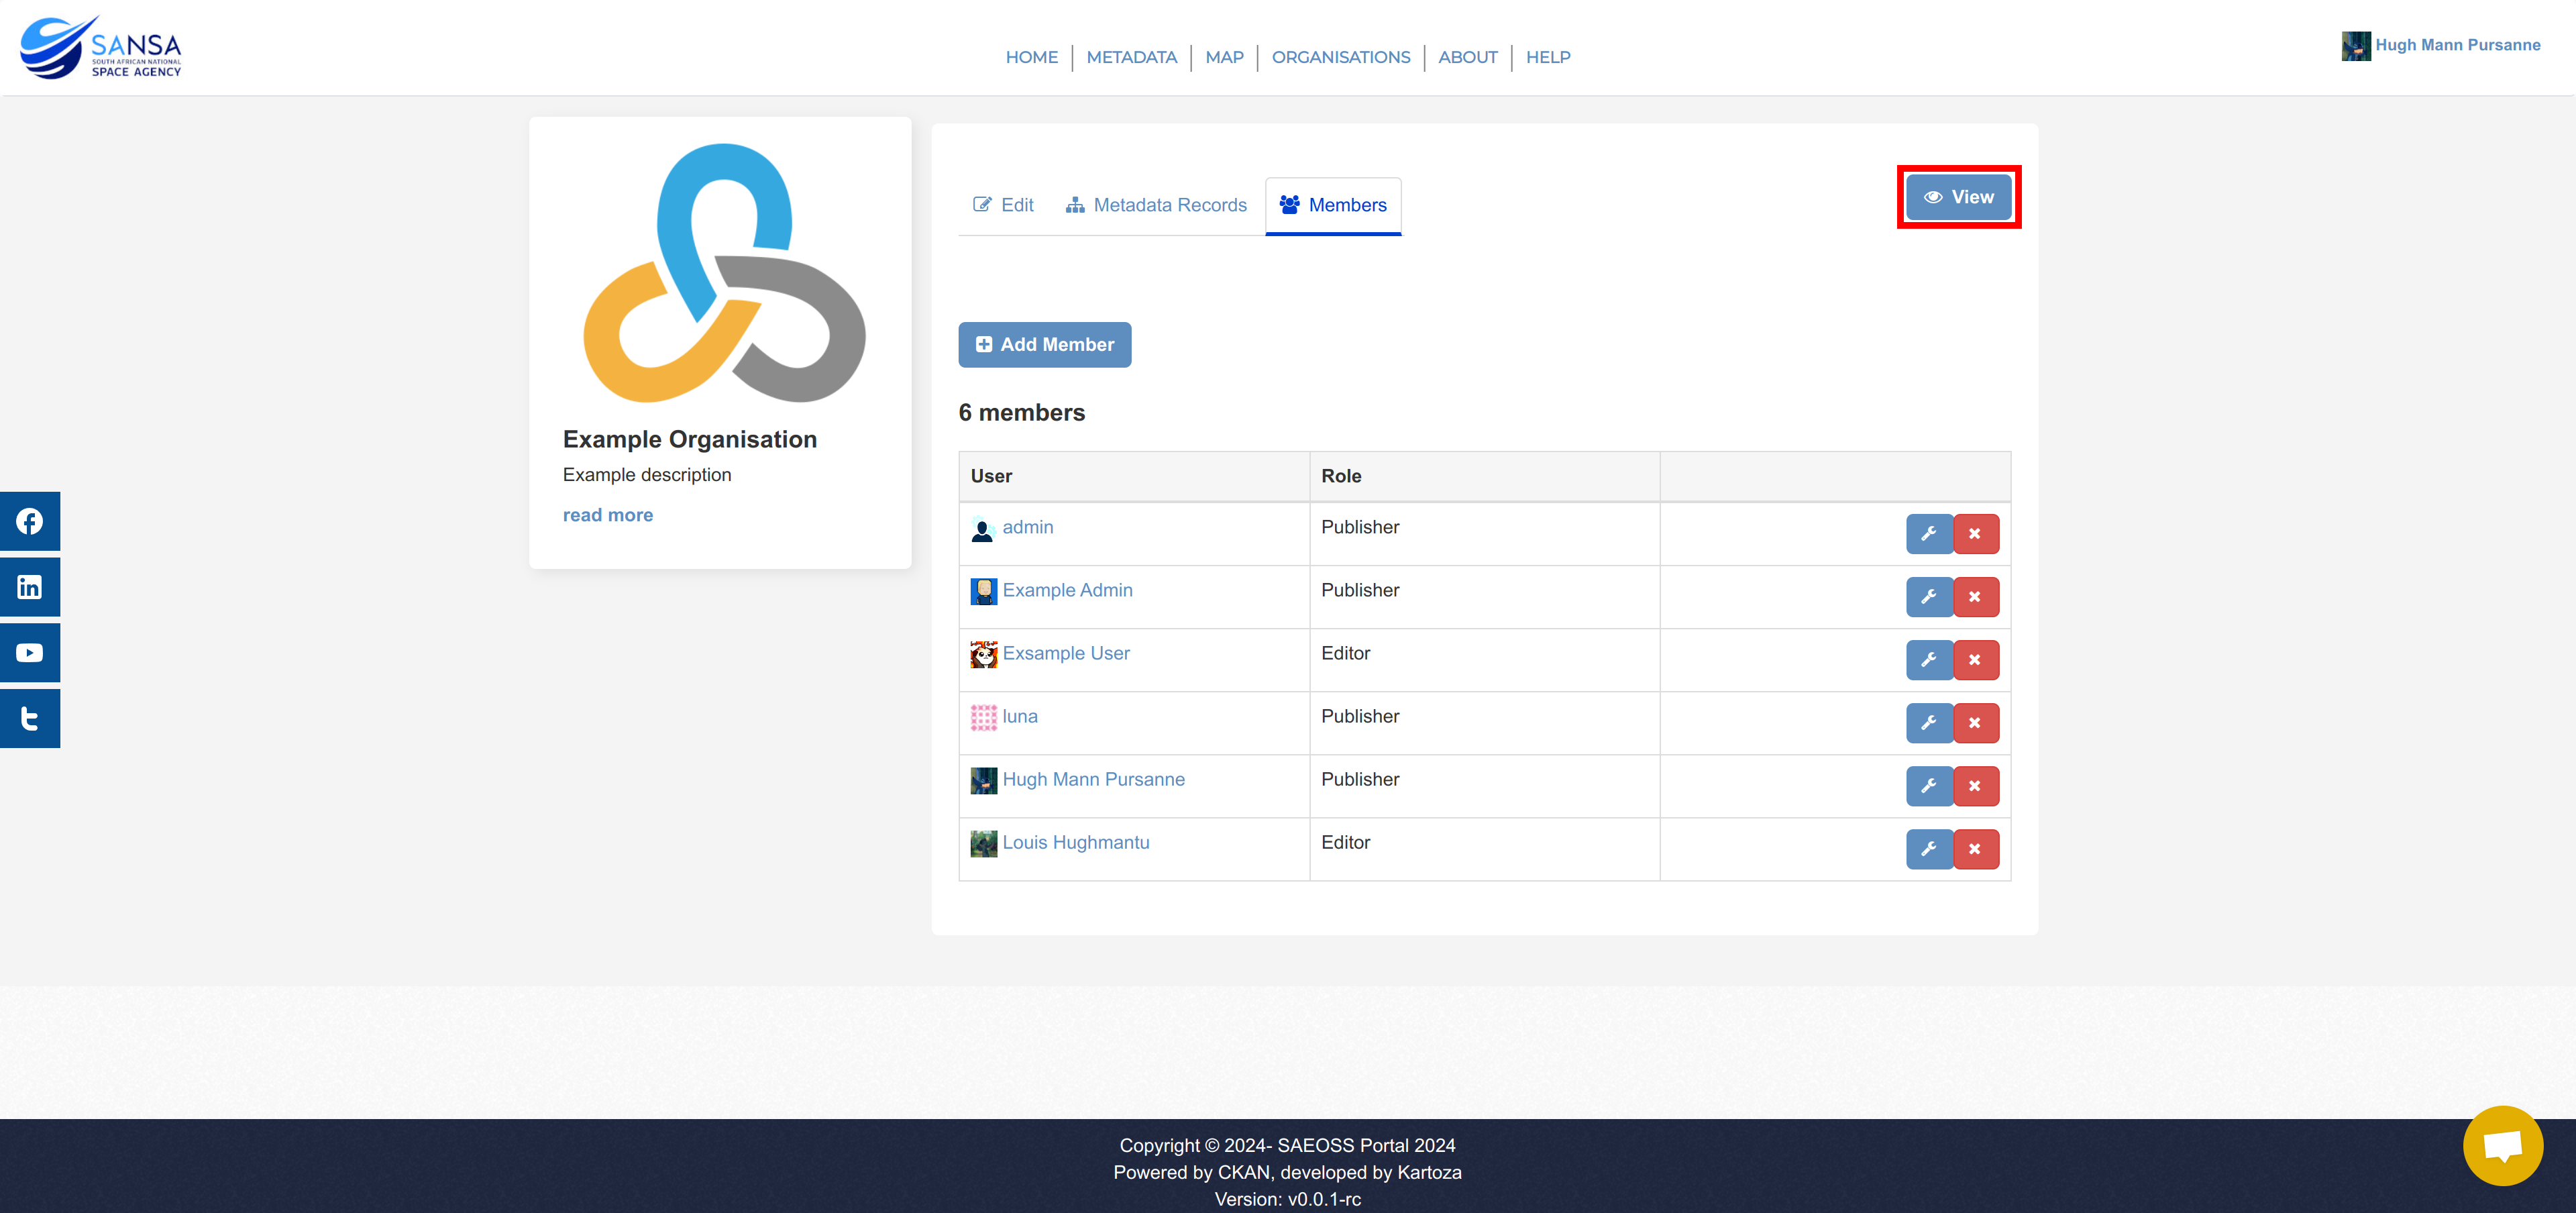 SANSA
SOUTH AFRICAN NATIONAL
SPACE AGENCY
HOME
METADATA
MAP
ORGANISATIONS
ABOUT
HELP
Hugh Mann Pursanne
Edit
Metadata Records
Members
View
Example Organisation
Example description
read more
Add Member
6 members
User Role
admin Publisher
Example Admin Publisher
Exsample User Editor
luna Publisher
Hugh Mann Pursanne Publisher
Louis Hughmantu Editor
Copyright © 2024- SAEOSS Portal 2024
Powered by CKAN, developed by Kartoza
Version: v0.0.1-rc